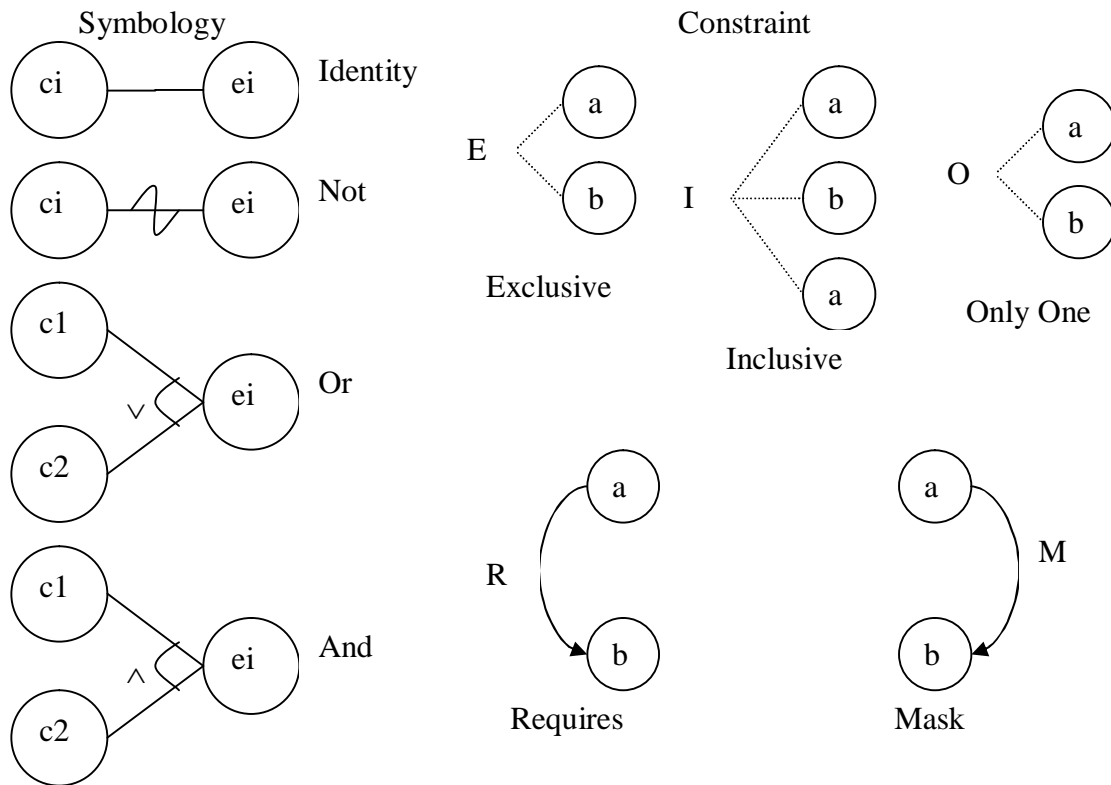 Symbology
ci ei Identity
ci ei Not
c1
ei Or
∨
c2
c1
ei And
∧
c2
Constraint
a
E
b
Exclusive
a
I b
a
Inclusive
a
O
b
Only One
a
R
b
Requires
a
M
b
Mask